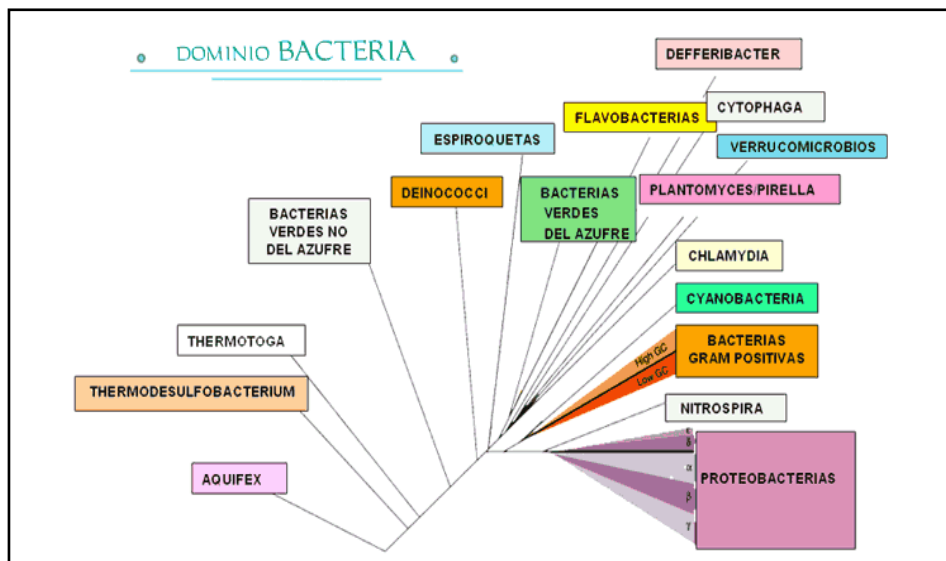 DOMINIO BACTERIA
DEFFERIBACTER
CYTOPHAGA
FLAVOBACTERIAS
ESPIROQUETAS
VERRUCOMICROBIOS
DEINOCOCCI
BACTERIAS
VERDES
DEL AZUFRE
PLANTOMYCES/PIRELLA
BACTERIAS
VERDES NO
DEL AZUFRE
CHLAMYDIA
CYANOBACTERIA
THERMOTOGA
High GC
Low GC
BACTERIAS
GRAM POSITIVAS
THERMODESULFOBACTERIUM
NITROSPIRA
AQUIFEX
ε
δ
α
β
γ
PROTEOBACTERIAS